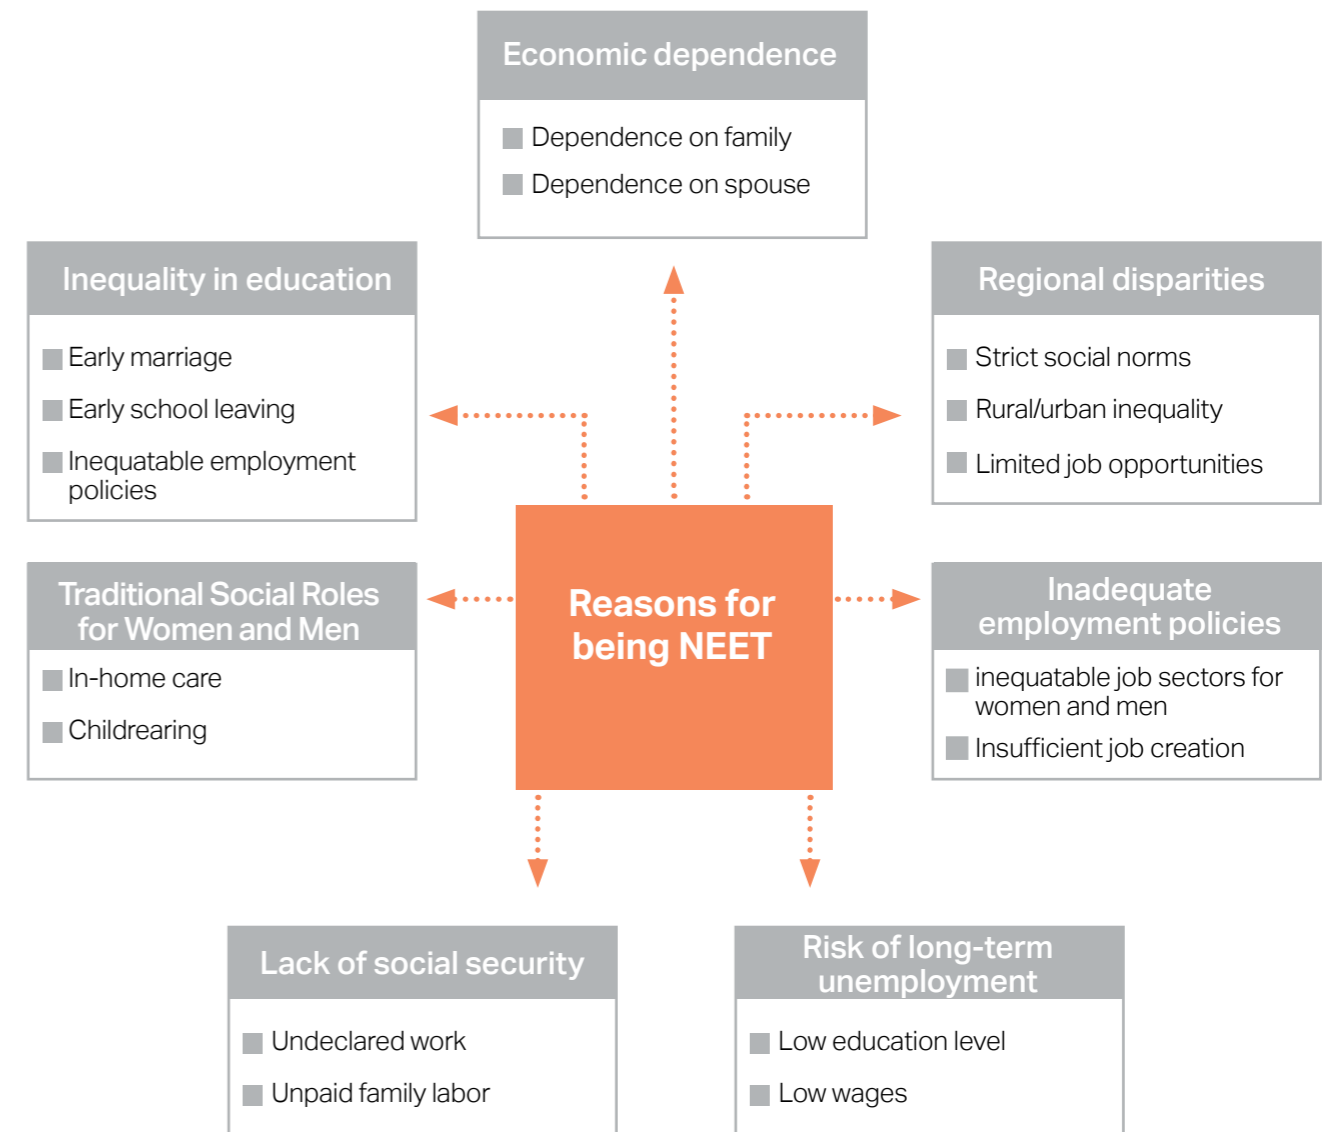 Economic dependence
Dependence on family
Dependence on spouse
Inequality in education
Early marriage
Early school leaving
Inequatable employment
policies
Regional disparities
Strict social norms
Rural/urban inequality
Limited job opportunities
Reasons for
being NEET
Traditional Social Roles
for Women and Men
In-home care
Childrearing
Inadequate
employment policies
inequatable job sectors for
women and men
Insufficient job creation
Lack of social security
Undeclared work
Unpaid family labor
Risk of long-term
unemployment
Low education level
Low wages